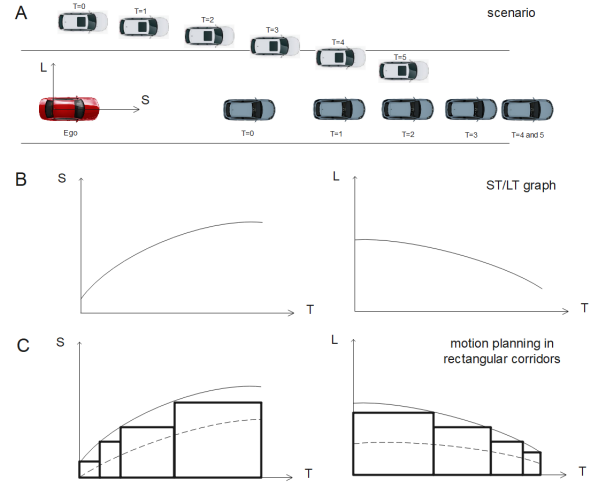 A
scenario
T=0
T=1
T=2
T=3
T=4
T=5
L
S
Ego
T=0
T=1
T=2
T=3
T=4 and 5
B
S
T
L
T
ST/LT graph
C
S
T
L
T
motion planning in
rectangular corridors